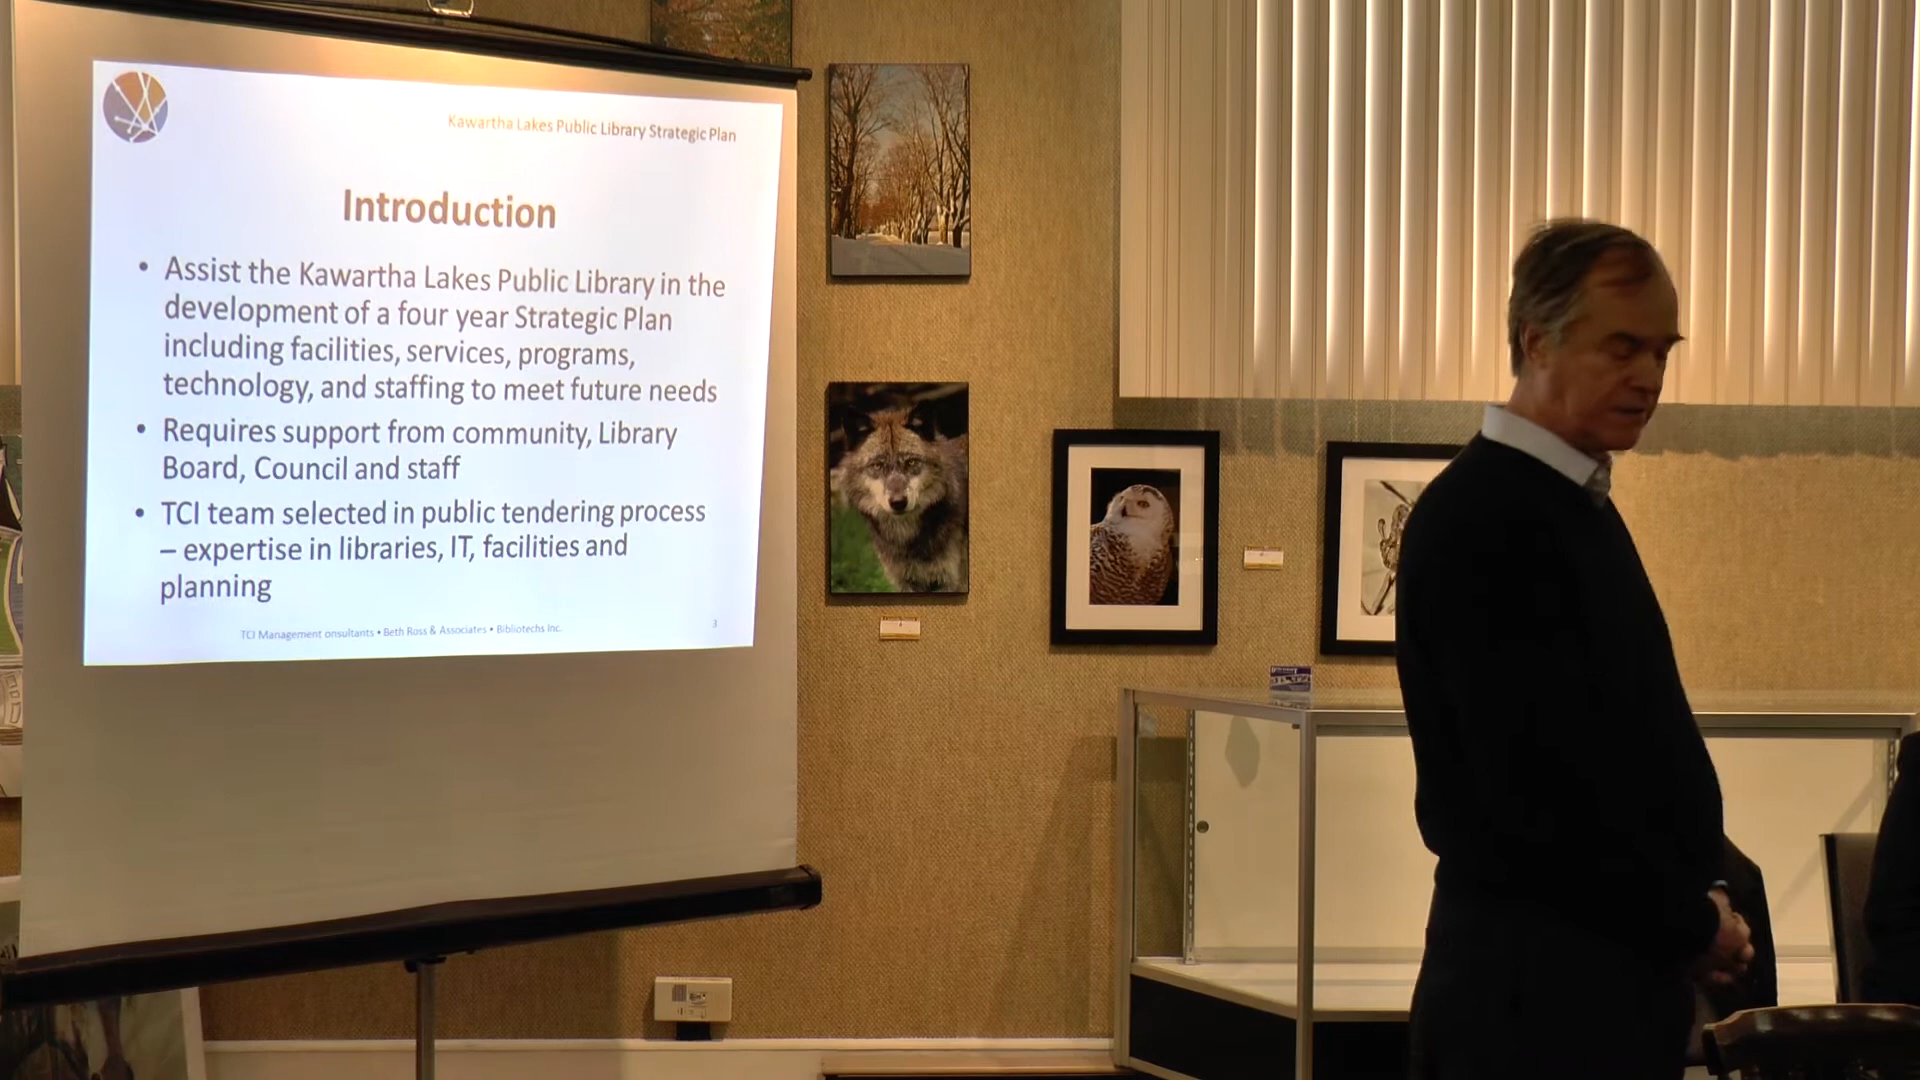 Kawartha Lakes Public Library Strategic Plan
Introduction
• Assist the Kawartha Lakes Public Library in the
development of a four year Strategic Plan
including facilities, services, programs,
technology, and staffing to meet future needs
• Requires support from community, Library
Board, Council and staff
• TCI team selected in public tendering process
– expertise in libraries, IT, facilities and
planning
TCI Management onsultants • Beth Ross & Associates • Bibliotechs Inc.
3